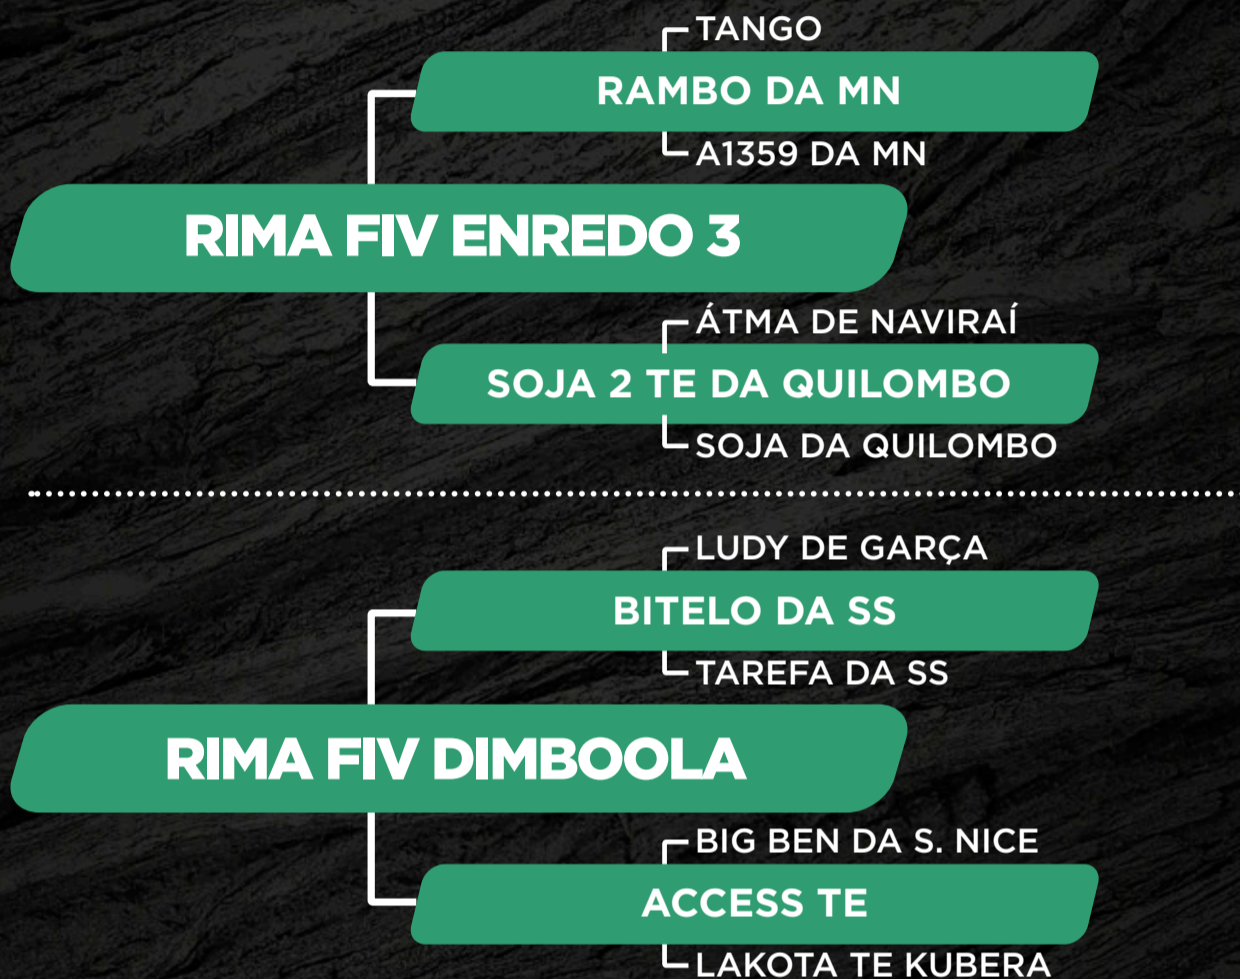 TANGO
RAMBO DA MN
A1359 DA MN
RIMA FIV ENREDO 3
ÁTMA DE NAVIRAÍ
SOJA 2 TE DA QUILOMBO
SOJA DA QUILOMBO
LUDY DE GARÇA
BITELO DA SS
TAREFA DA SS
RIMA FIV DIMBOOLA
BIG BEN DA S. NICE
ACCESS TE
LAKOTA TE KUBERA